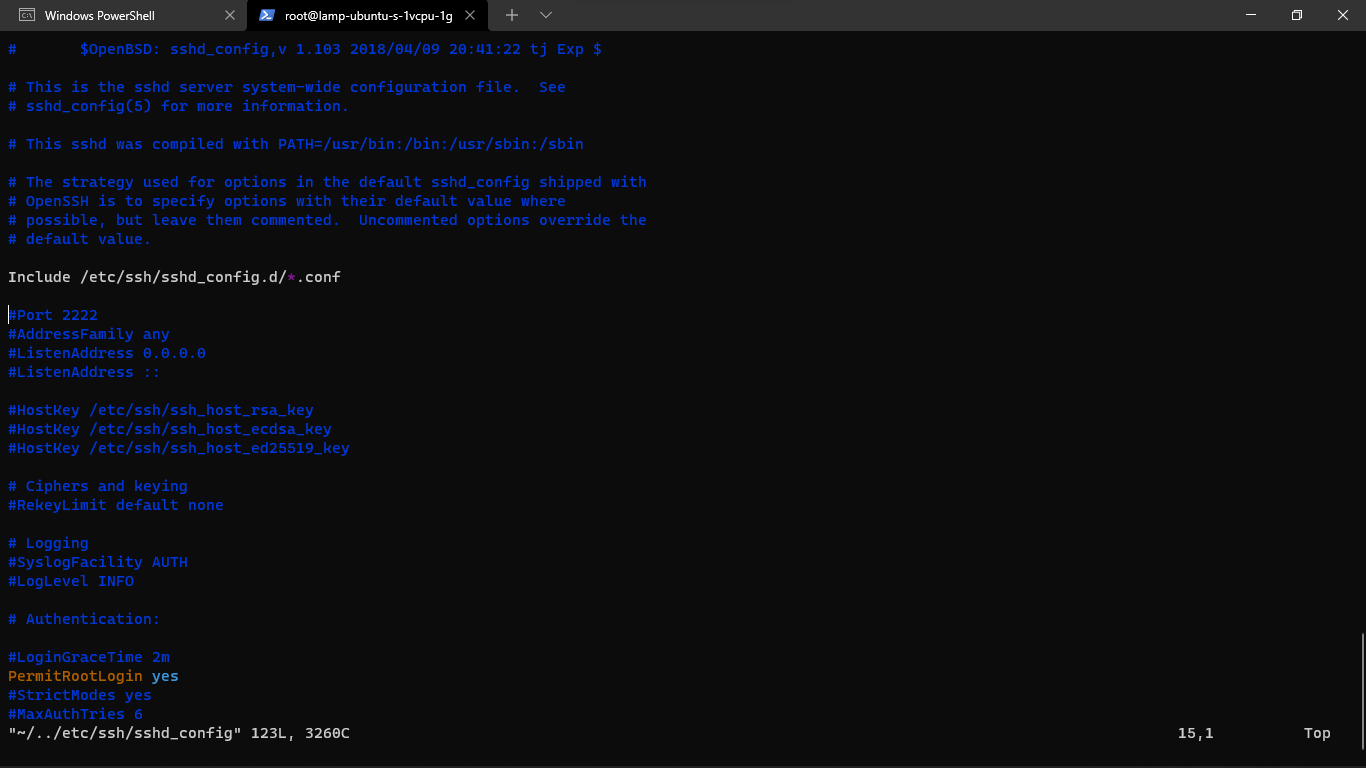 Windows PowerShell
root@lamp-ubuntu-s-1vcpu-1g
#       $OpenBSD: sshd_config,v 1.103 2018/04/09 20:41:22 tj Exp $
# This is the sshd server system-wide configuration file.  See
# sshd_config(5) for more information.
# This sshd was compiled with PATH=/usr/bin:/bin:/usr/sbin:/sbin
# The strategy used for options in the default sshd_config shipped with
# OpenSSH is to specify options with their default value where
# possible, but leave them commented.  Uncommented options override the
# default value.
Include /etc/ssh/sshd_config.d/*.conf
#Port 2222
#AddressFamily any
#ListenAddress 0.0.0.0
#ListenAddress ::
#HostKey /etc/ssh/ssh_host_rsa_key
#HostKey /etc/ssh/ssh_host_ecdsa_key
#HostKey /etc/ssh/ssh_host_ed25519_key
# Ciphers and keying
#RekeyLimit default none
# Logging
#SyslogFacility AUTH
#LogLevel INFO
# Authentication:
#LoginGraceTime 2m
PermitRootLogin yes
#StrictModes yes
#MaxAuthTries 6
"~/../etc/ssh/sshd_config" 123L, 3260C 15,1 Top